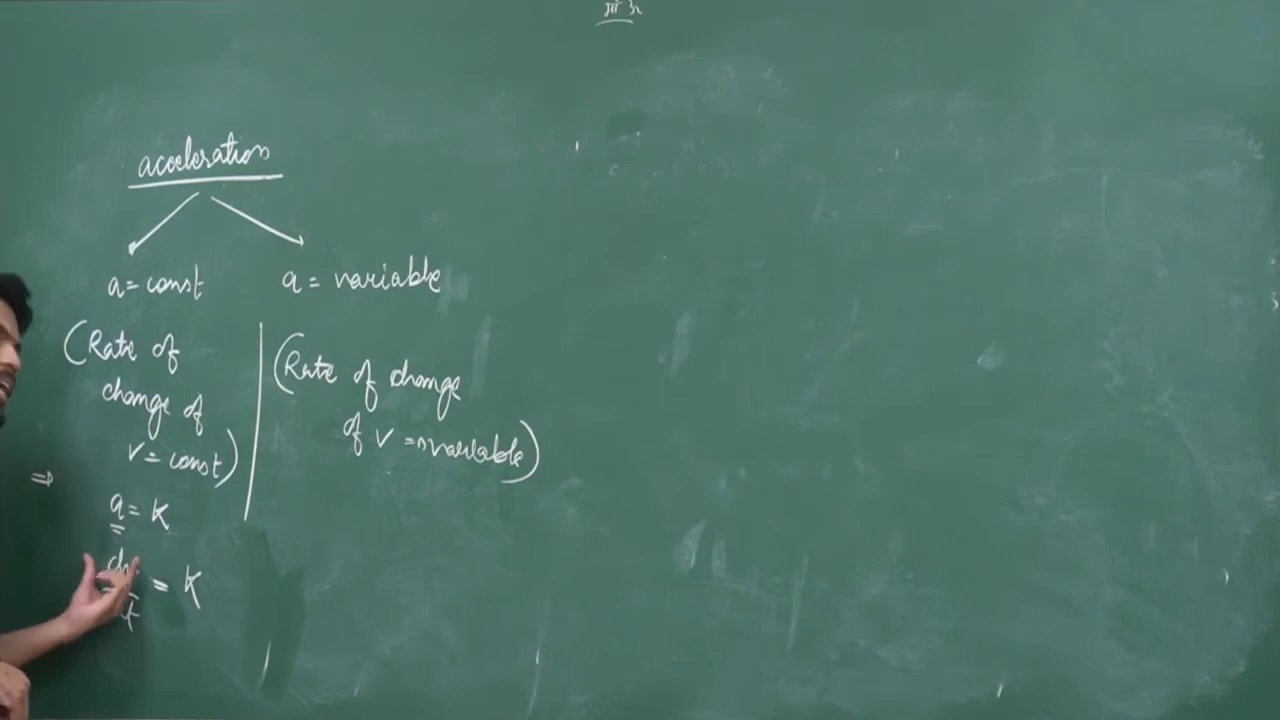 acceleration
a = const
a = variable
(Rate of
change of
v = const)
(Rate of change
of v = variable)
⇒
a = K
= K